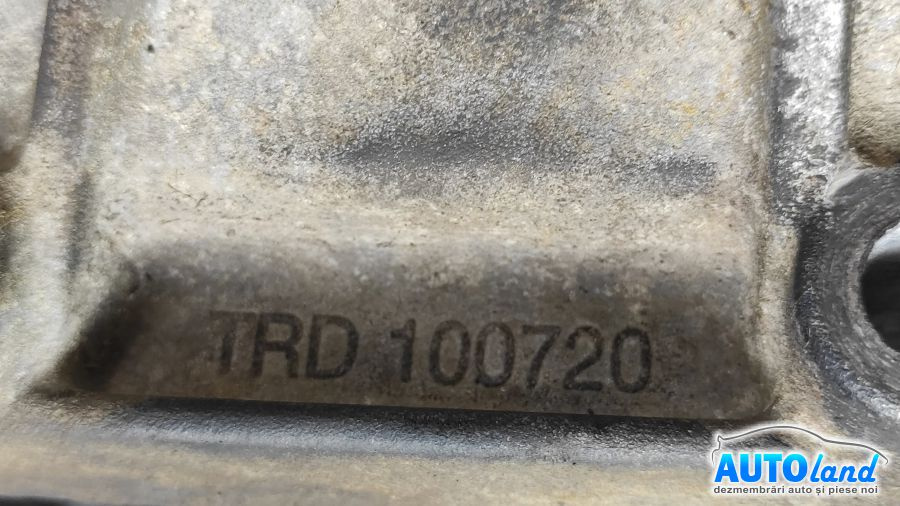 TRD 100720
AUTOland
dezmembrări auto și piese noi